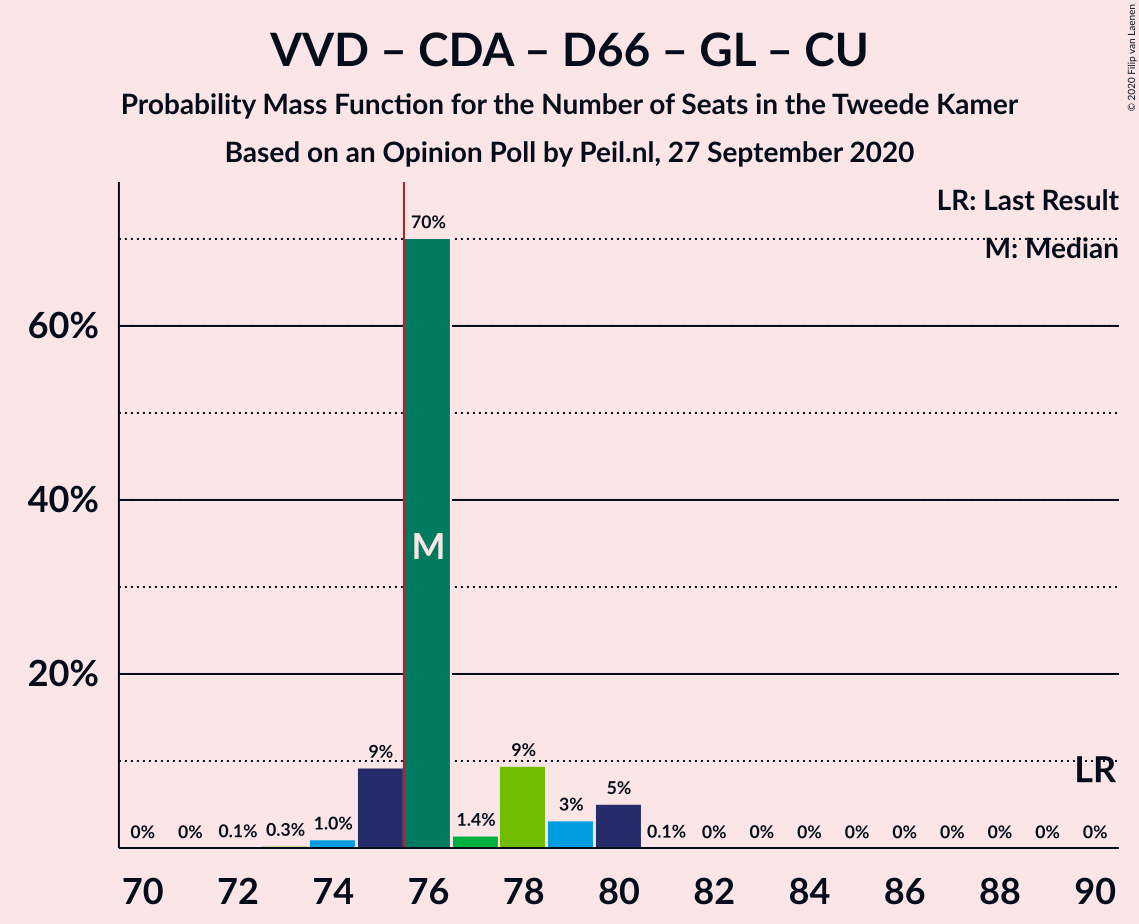 VVD – CDA – D66 – GL – CU
Probability Mass Function for the Number of Seats in the Tweede Kamer
Based on an Opinion Poll by Peil.nl, 27 September 2020
© 2020 Filip van Laenen
LR: Last Result
M: Median
60%
40%
20%
0% 0% 0.1% 0.3% 1.0% 9% 70% 1.4% 9% 3% 5% 0.1% 0% 0% 0% 0% 0% 0% 0% 0% 0%
M
LR
70 72 74 76 78 80 82 84 86 88 90